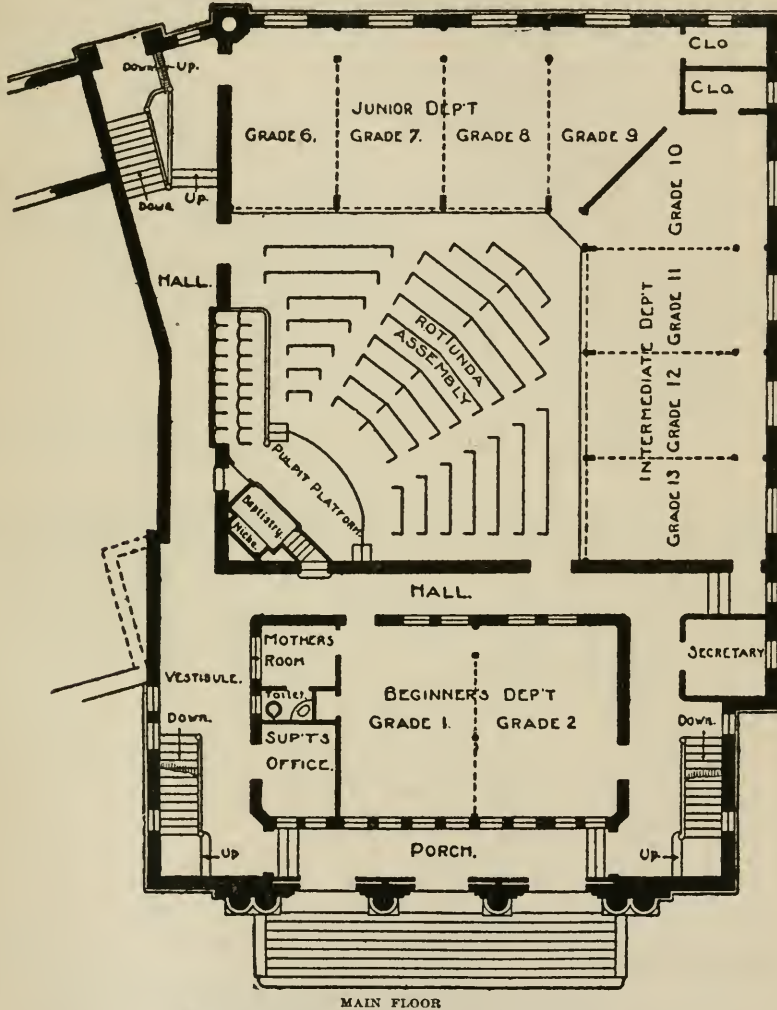 Down
Up.
CLO
CLO.
JUNIOR DEP'T
GRADE 6.
GRADE 7.
GRADE 8
GRADE 9
GRADE 10
Down
Up.
HALL.
ROTUNDA
ASSEMBLY
INTERMEDIATE DEP'T
GRADE 11
GRADE 12
GRADE 13
PULPIT PLATFORM.
Baptistry.
Niche.
HALL.
MOTHERS
ROOM
SECRETARY
VESTIBULE.
Toilet.
BEGINNERS DEP'T
GRADE 1.
GRADE 2
DOWN.
DOWN.
SUP'TS
OFFICE.
UP
PORCH.
UP
MAIN FLOOR